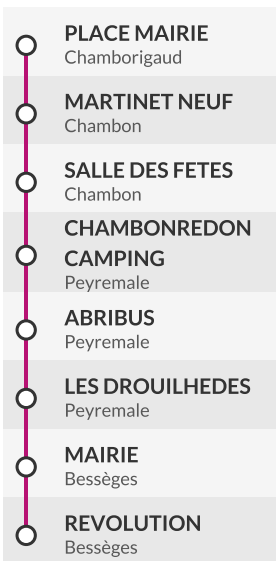 PLACE MAIRIE
Chamborigaud
MARTINET NEUF
Chambon
SALLE DES FETES
Chambon
CHAMBONREDON
CAMPING
Peyremale
ABRIBUS
Peyremale
LES DROUILHEDES
Peyremale
MAIRIE
Bessèges
REVOLUTION
Bessèges